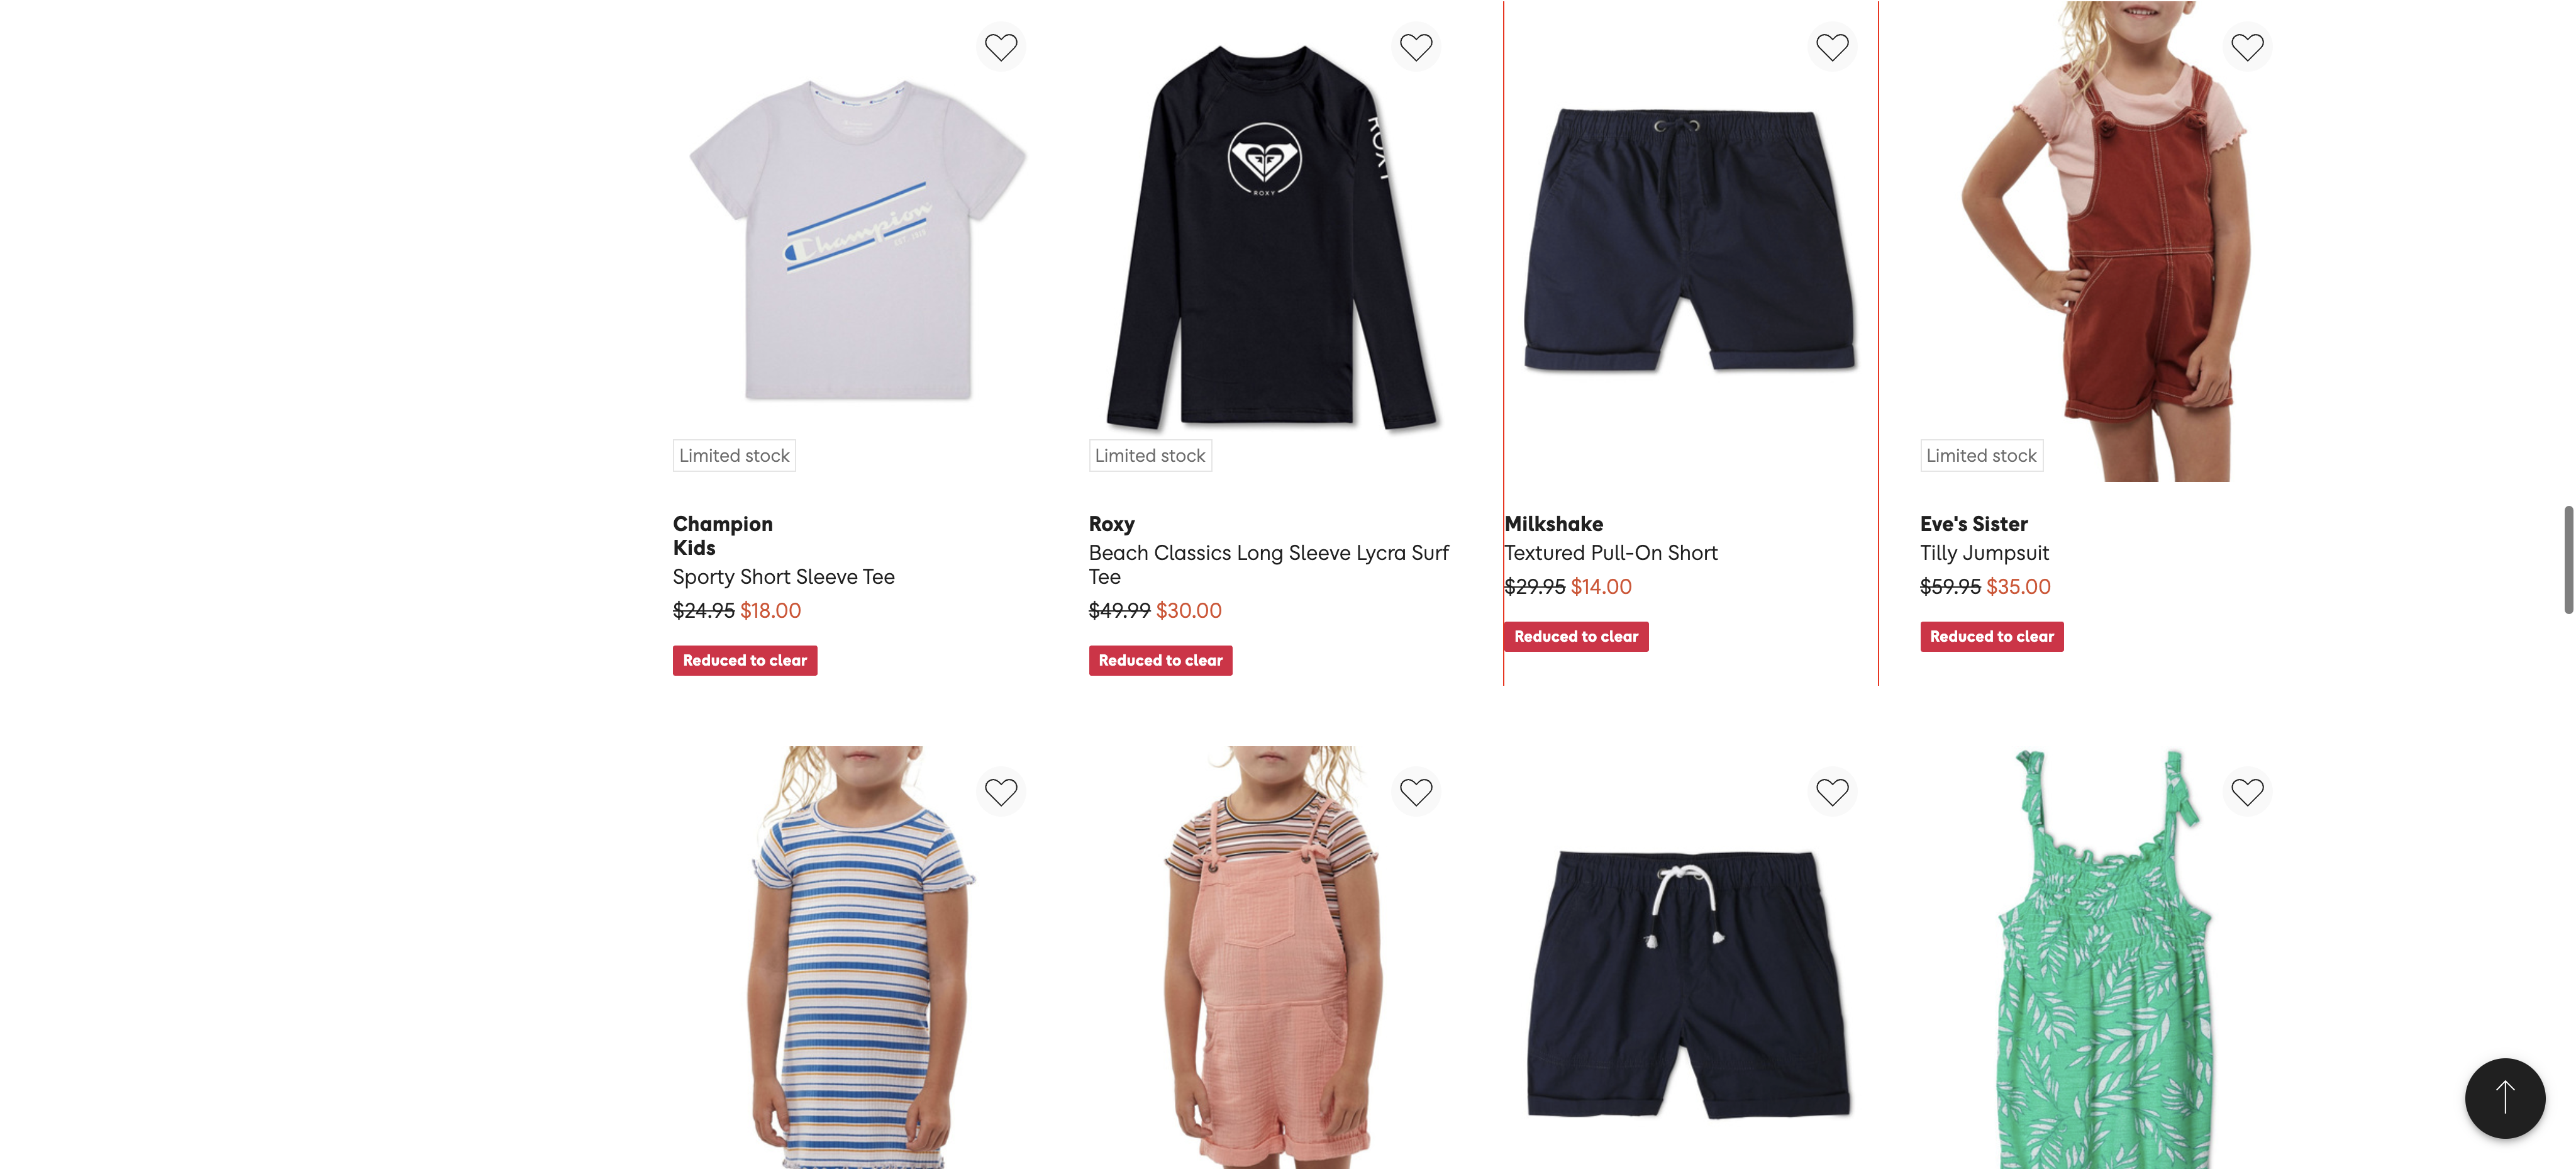 Champion
EST. 1919
ROXY
ROXY
Limited stock
Limited stock
Limited stock
Champion
Kids
Sporty Short Sleeve Tee
$24.95 $18.00
Reduced to clear
Roxy
Beach Classics Long Sleeve Lycra Surf
Tee
$49.99 $30.00
Reduced to clear
Milkshake
Textured Pull-On Short
$29.95 $14.00
Reduced to clear
Eve's Sister
Tilly Jumpsuit
$59.95 $35.00
Reduced to clear